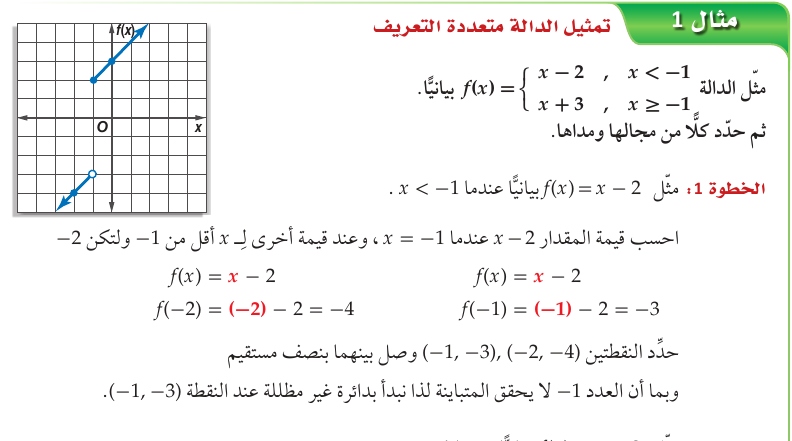 مثال 1
تمثيل الدالة متعددة التعريف
f(x)
O
x
مثّل الدالة f(x) = { x − 2 , x < −1 بيانيًّا.
x + 3 , x ≥ −1
ثم حدّد كلًّا من مجالها ومداها.
الخطوة 1: مثّل f(x) = x − 2 بيانيًّا عندما x < −1 .
احسب قيمة المقدار x − 2 عندما x = −1 ، وعند قيمة أخرى لِـ x أقل من −1 ولتكن −2
f(x) = x − 2
f(−1) = (−1) − 2 = −3
f(x) = x − 2
f(−2) = (−2) − 2 = −4
حدِّد النقطتين (−1, −3), (−2, −4) وصل بينهما بنصف مستقيم
وبما أن العدد −1 لا يحقق المتباينة لذا نبدأ بدائرة غير مظللة عند النقطة (−1, −3).